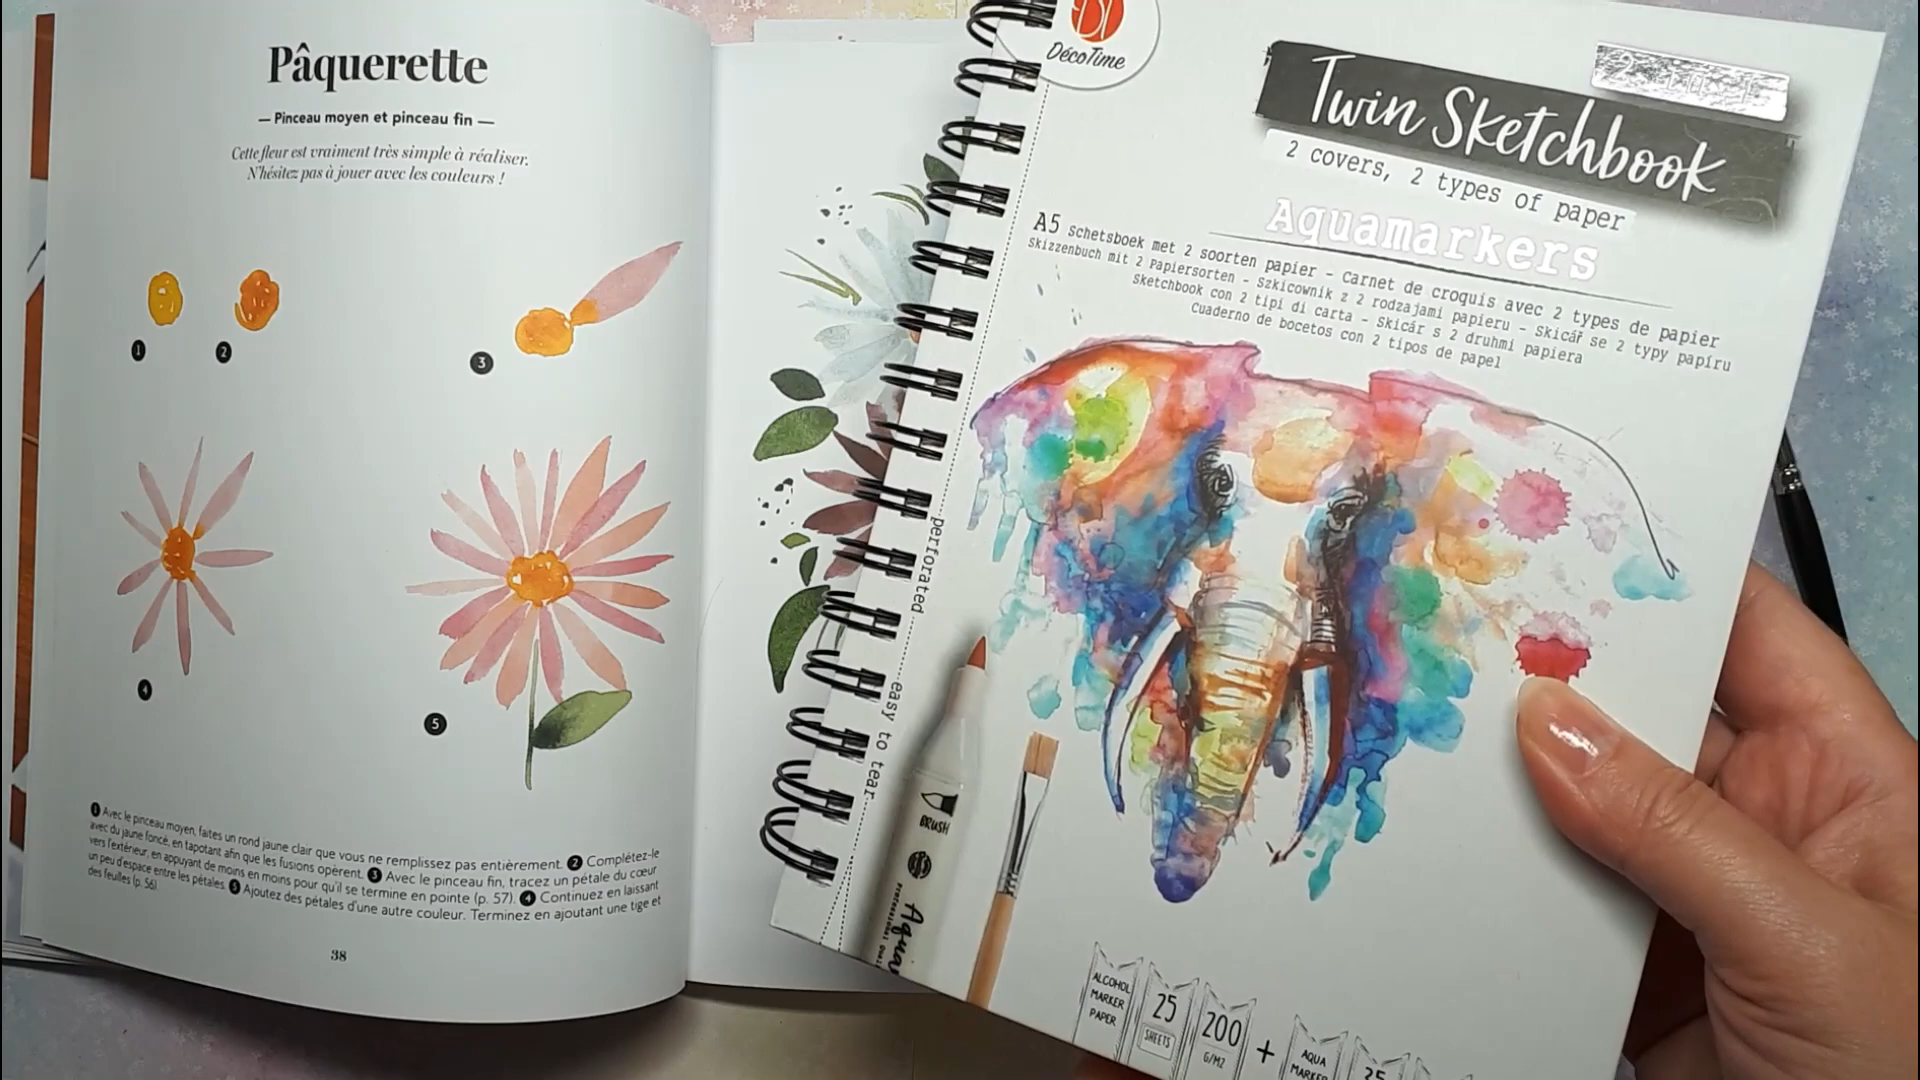 Pâquerette
— Pinceau moyen et pinceau fin —
Cette fleur est vraiment très simple à réaliser.
N'hésitez pas à jouer avec les couleurs !
1
2
3
4
5
1 Avec le pinceau moyen, faites un rond jaune clair que vous ne remplissez pas entièrement. 2 Complétez-le
avec du jaune foncé, en tapotant afin que les fusions opèrent. 3 Avec le pinceau fin, tracez un pétale du cœur
vers l'extérieur, en appuyant de moins en moins pour qu'il se termine en pointe (p. 57). 4 Continuez en laissant
un peu d'espace entre les pétales. 5 Ajoutez des pétales d'une autre couleur. Terminez en ajoutant une tige et
des feuilles (p. 56).
38
DécoTime
2 in 1
Twin Sketchbook
2 covers, 2 types of paper
Aquamarkers
A5 schetsboek met 2 soorten papier - Carnet de croquis avec 2 types de papier
Skizzenbuch mit 2 Papiersorten - Szkicownik z 2 rodzajami papieru - Skicář se 2 typy papíru
Sketchbook con 2 tipi di carta - Skicár s 2 druhmi papiera
Cuaderno de bocetos con 2 tipos de papel
perforated
easy to tear
BRUSH
Aqua
ALCOHOL
MARKER
PAPER
25
SHEETS
200
G/M2
+
AQUA
MARKER
25